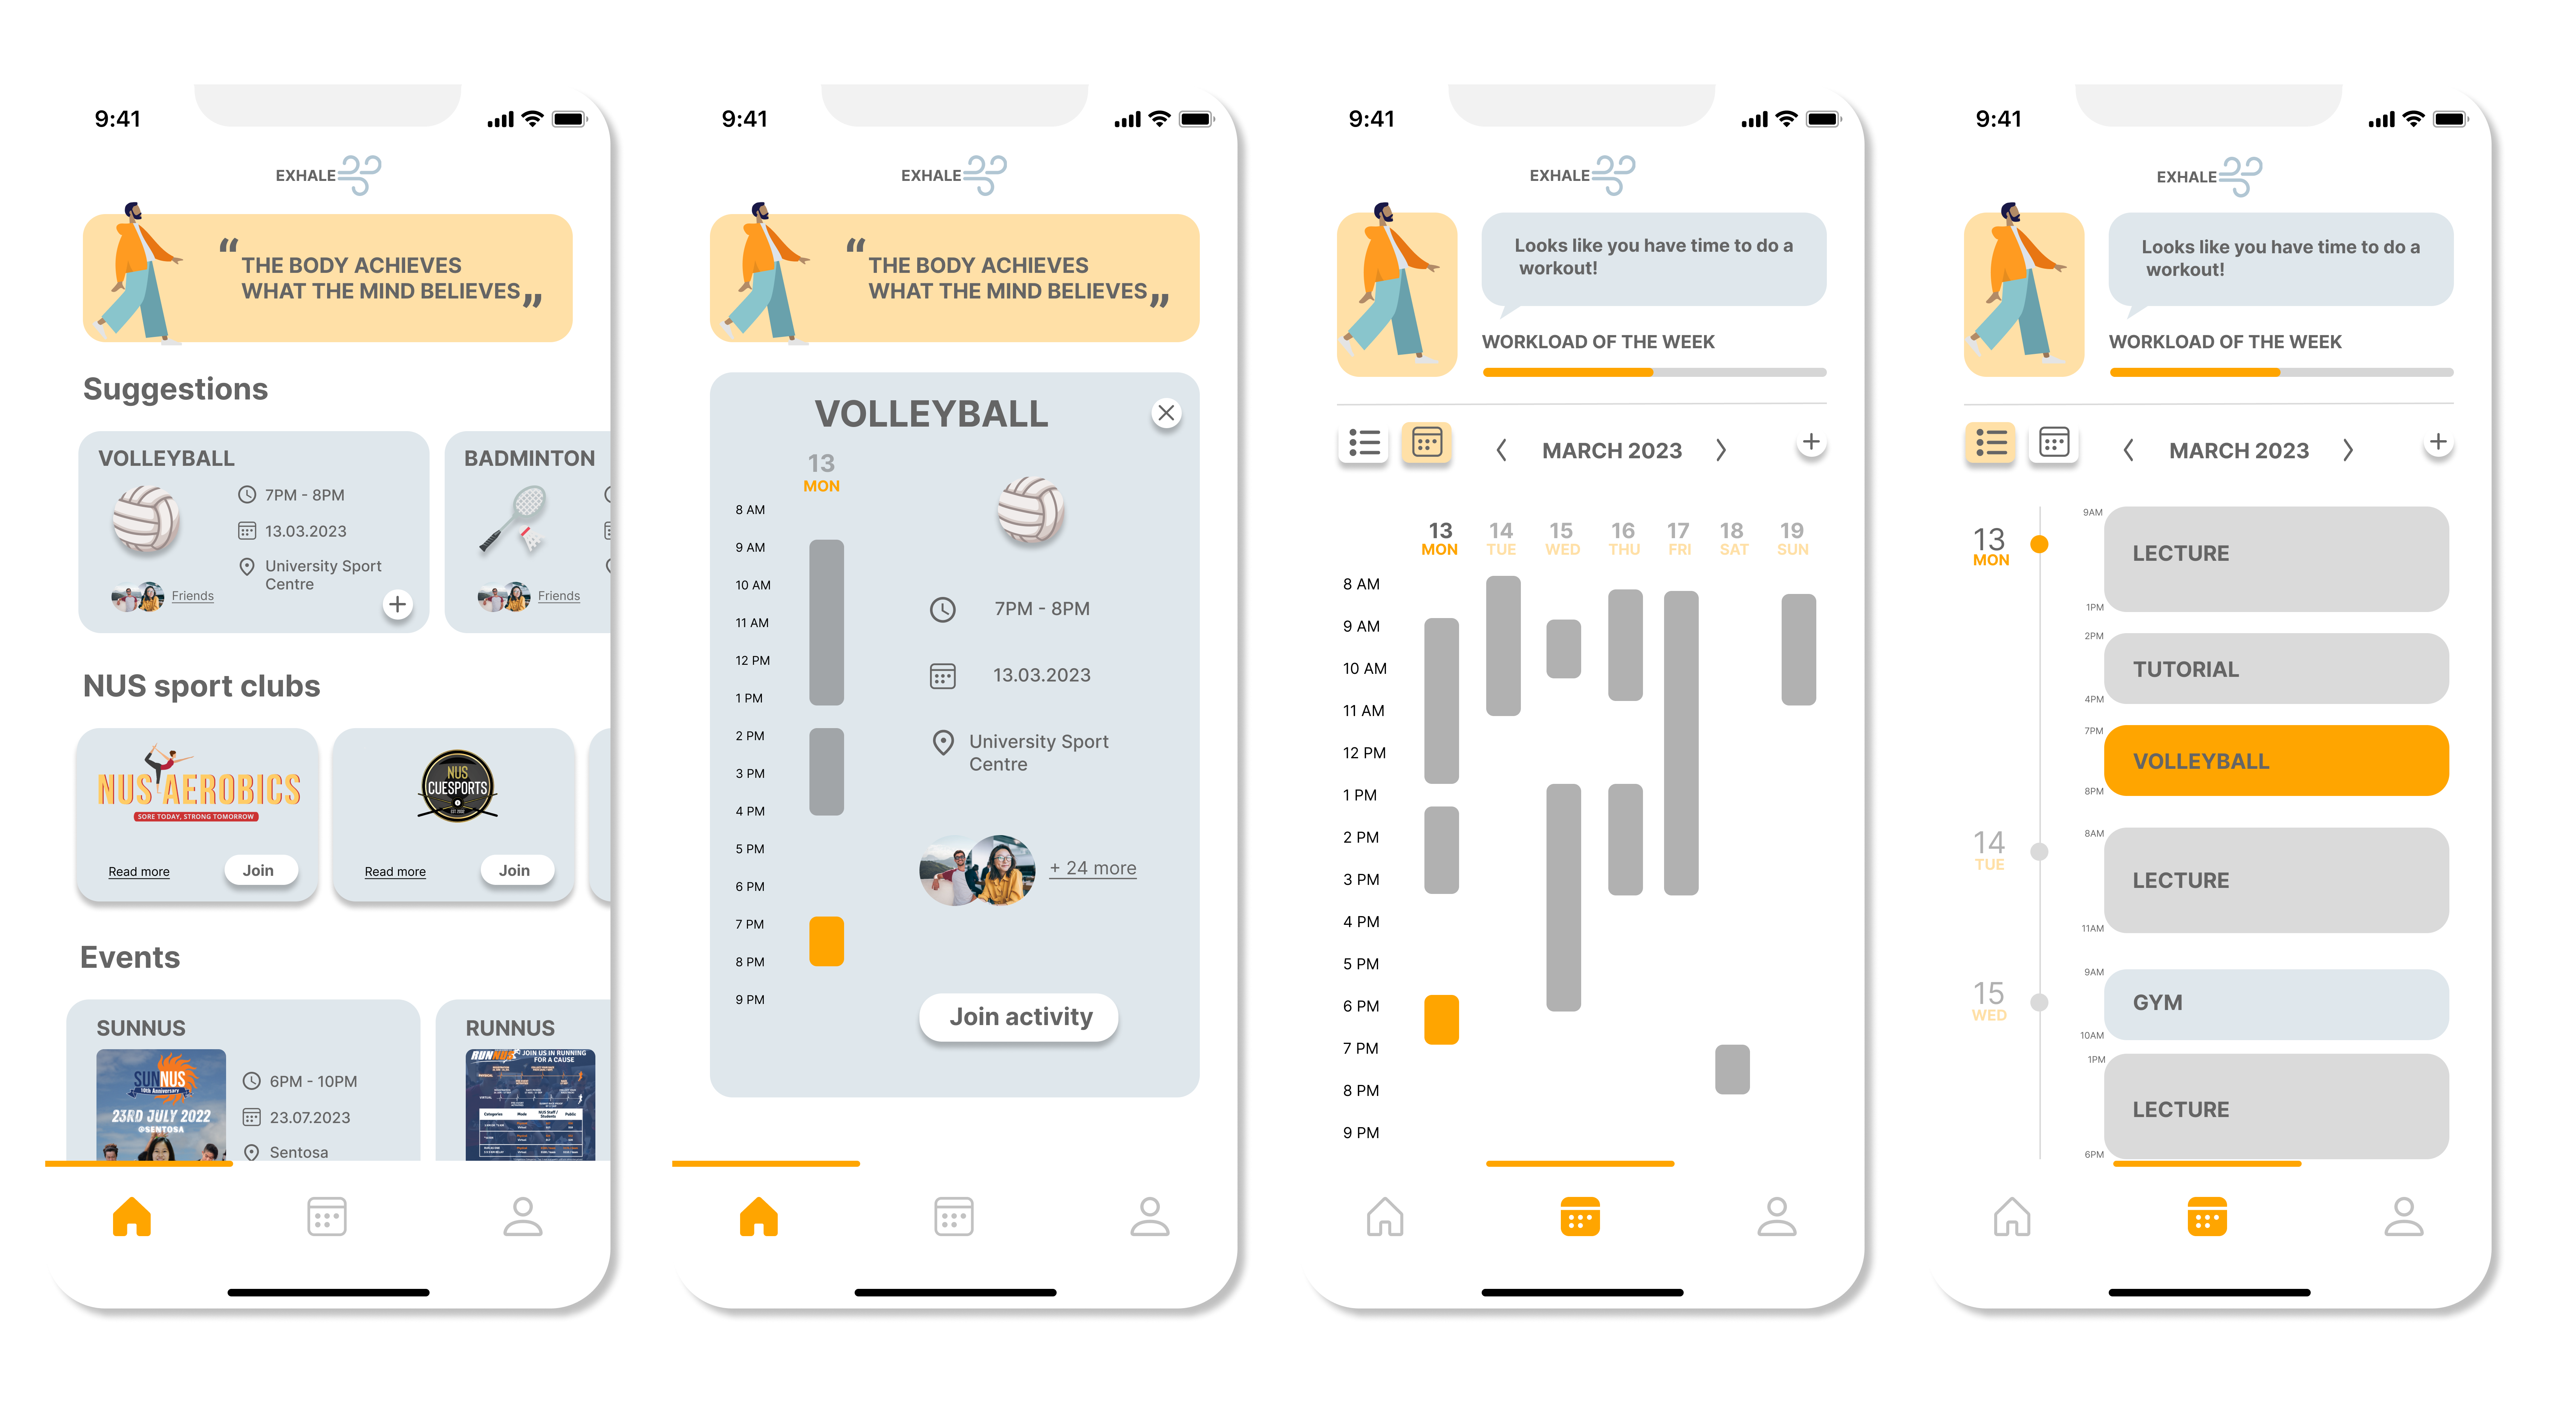 9:41
EXHALE
“
THE BODY ACHIEVES
WHAT THE MIND BELIEVES
”
Suggestions
VOLLEYBALL
7PM - 8PM
13.03.2023
University Sport
Centre
Friends
BADMINTON
Friends
NUS sport clubs
NUS AEROBICS
SORE TODAY, STRONG TOMORROW
Read more
Join
NUS
CUESPORTS
Read more
Join
Events
SUNNUS
SUNNUS
10th Anniversary
23RD JULY 2022
@SENTOSA
6PM - 10PM
23.07.2023
Sentosa
RUNNUS
RUNNUS
JOIN US IN RUNNING
FOR A CAUSE
9:41
EXHALE
“
THE BODY ACHIEVES
WHAT THE MIND BELIEVES
”
VOLLEYBALL
13
MON
8 AM
9 AM
10 AM
11 AM
12 PM
1 PM
2 PM
3 PM
4 PM
5 PM
6 PM
7 PM
8 PM
9 PM
7PM - 8PM
13.03.2023
University Sport
Centre
+ 24 more
Join activity
9:41
EXHALE
Looks like you have time to do a
workout!
WORKLOAD OF THE WEEK
MARCH 2023
13 14 15 16 17 18 19
MON TUE WED THU FRI SAT SUN
8 AM
9 AM
10 AM
11 AM
12 PM
1 PM
2 PM
3 PM
4 PM
5 PM
6 PM
7 PM
8 PM
9 PM
9:41
EXHALE
Looks like you have time to do a
workout!
WORKLOAD OF THE WEEK
MARCH 2023
13
MON
9AM
LECTURE
1PM
2PM
TUTORIAL
4PM
7PM
VOLLEYBALL
8PM
14
TUE
8AM
LECTURE
11AM
15
WED
9AM
GYM
10AM
1PM
LECTURE
6PM